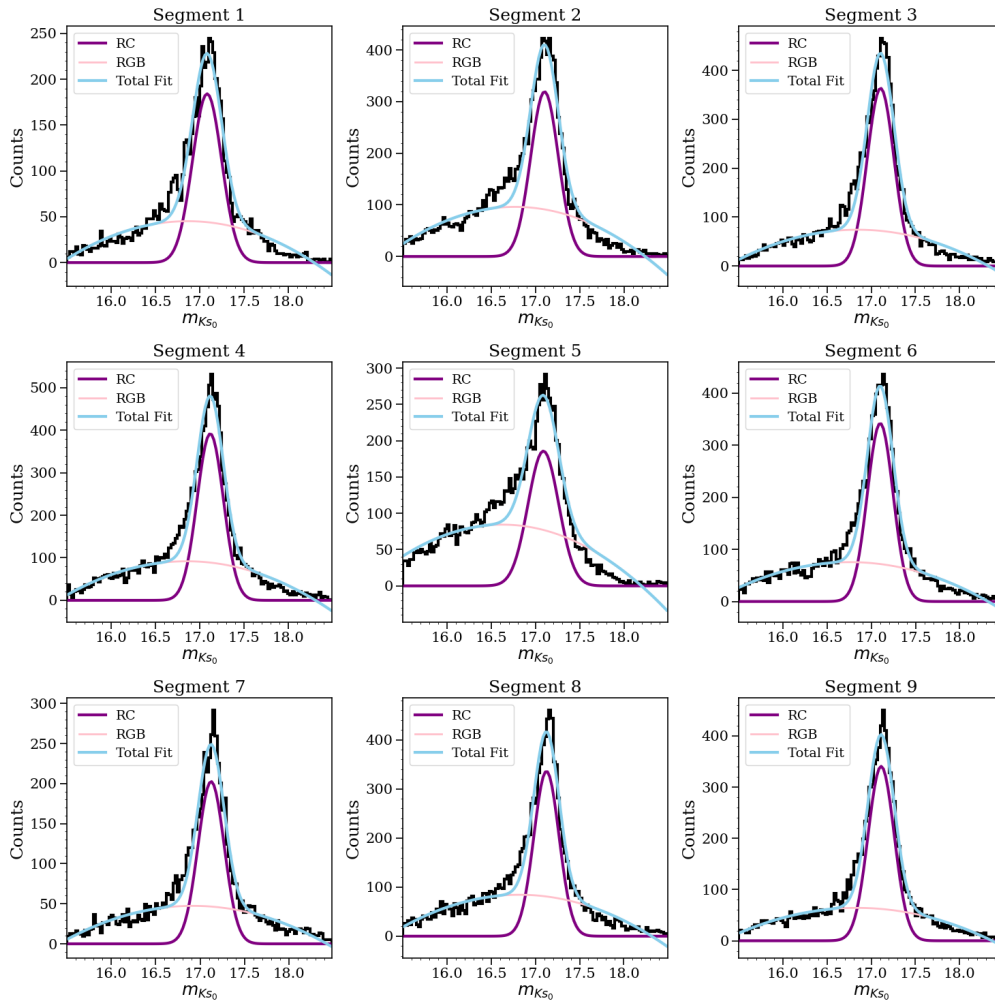 Segment 1
250
200
150
100
50
0
Counts
RC
RGB
Total Fit
16.0 16.5 17.0 17.5 18.0
m_{Ks_0}
Segment 2
400
300
200
100
0
Counts
RC
RGB
Total Fit
16.0 16.5 17.0 17.5 18.0
m_{Ks_0}
Segment 3
400
300
200
100
0
Counts
RC
RGB
Total Fit
16.0 16.5 17.0 17.5 18.0
m_{Ks_0}
Segment 4
500
400
300
200
100
0
Counts
RC
RGB
Total Fit
16.0 16.5 17.0 17.5 18.0
m_{Ks_0}
Segment 5
300
250
200
150
100
50
0
Counts
RC
RGB
Total Fit
16.0 16.5 17.0 17.5 18.0
m_{Ks_0}
Segment 6
400
300
200
100
0
Counts
RC
RGB
Total Fit
16.0 16.5 17.0 17.5 18.0
m_{Ks_0}
Segment 7
300
250
200
150
100
50
0
Counts
RC
RGB
Total Fit
16.0 16.5 17.0 17.5 18.0
m_{Ks_0}
Segment 8
400
300
200
100
0
Counts
RC
RGB
Total Fit
16.0 16.5 17.0 17.5 18.0
m_{Ks_0}
Segment 9
400
300
200
100
0
Counts
RC
RGB
Total Fit
16.0 16.5 17.0 17.5 18.0
m_{Ks_0}